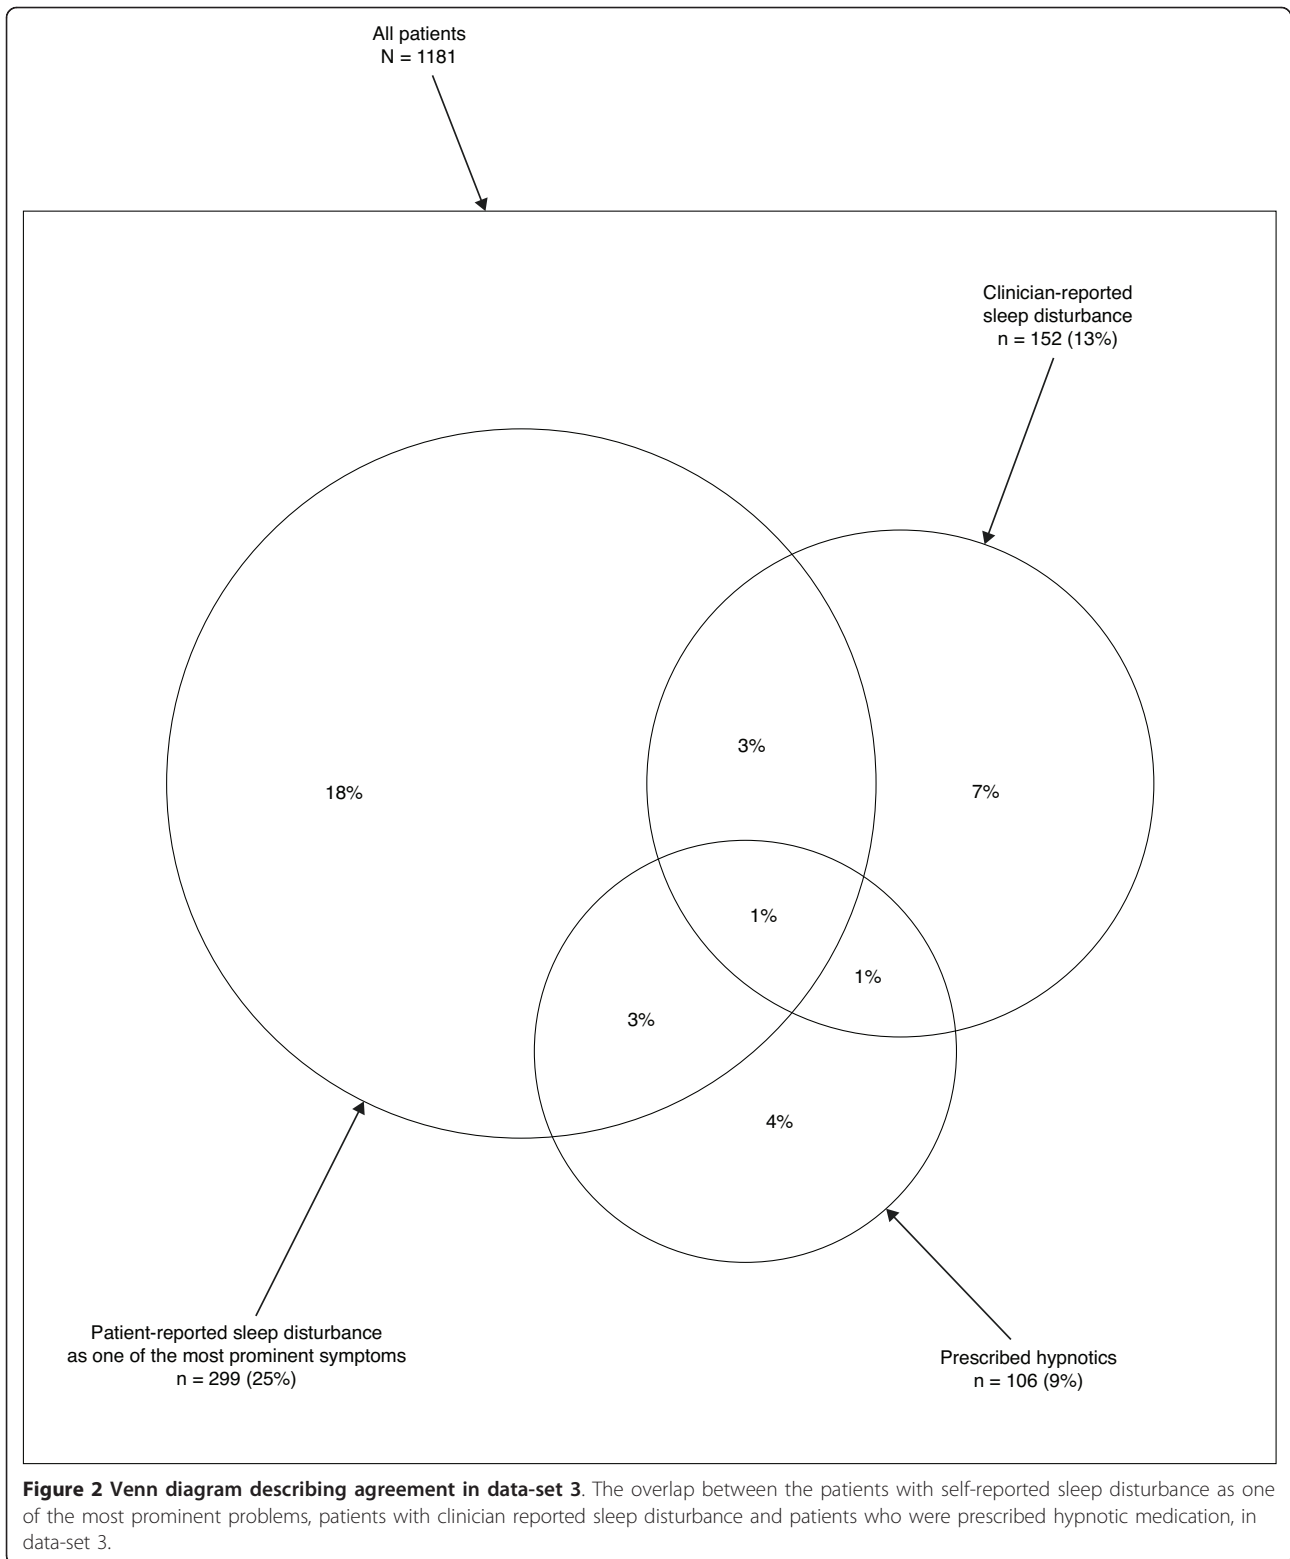 All patients
N = 1181
Clinician-reported
sleep disturbance
n = 152 (13%)
3%
18%
7%
1%
1%
3%
4%
Patient-reported sleep disturbance
as one of the most prominent symptoms
n = 299 (25%)
Prescribed hypnotics
n = 106 (9%)
Figure 2 Venn diagram describing agreement in data-set 3. The overlap between the patients with self-reported sleep disturbance as one
of the most prominent problems, patients with clinician reported sleep disturbance and patients who were prescribed hypnotic medication, in
data-set 3.